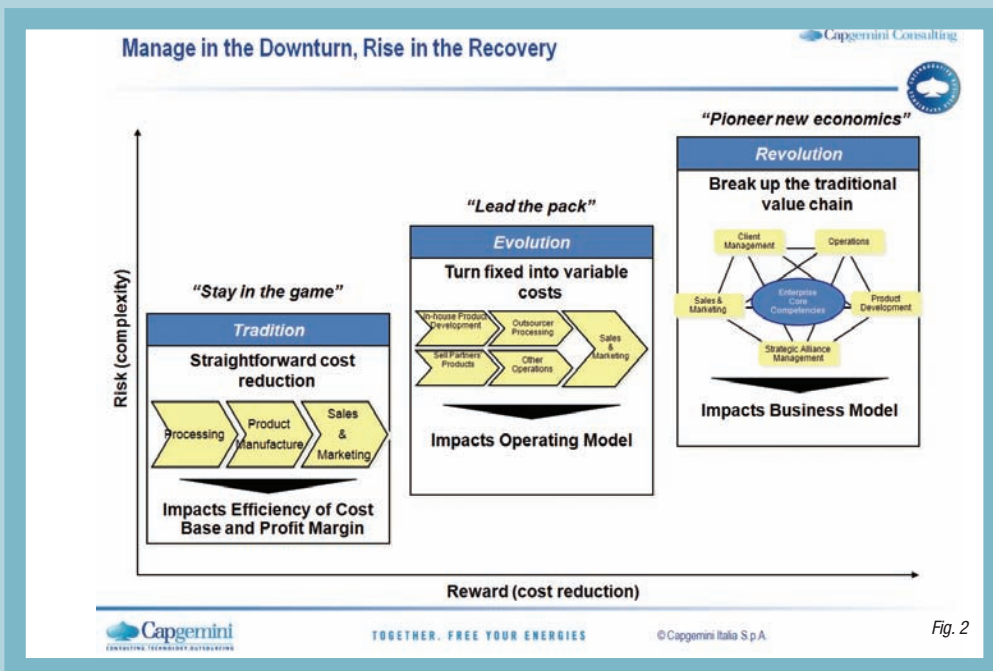 Manage in the Downturn, Rise in the Recovery
Capgemini Consulting
"Pioneer new economics"
Revolution
Break up the traditional
value chain
Client
Management
Operations
Enterprise
Core
Competencies
Sales &
Marketing
Product
Development
Strategic Alliance
Management
Impacts Business Model
"Lead the pack"
Evolution
Turn fixed into variable
costs
In-house Product
Development
Outsourcer
Processing
Sell Partners'
Products
Other
Operations
Sales
&
Marketing
Impacts Operating Model
"Stay in the game"
Tradition
Straightforward cost
reduction
Processing
Product
Manufacture
Sales
&
Marketing
Impacts Efficiency of Cost
Base and Profit Margin
Risk (complexity)
Reward (cost reduction)
Capgemini
CONSULTING.TECHNOLOGY.OUTSOURCING
TOGETHER. FREE YOUR ENERGIES
© Capgemini Italia S.p.A.
Fig. 2